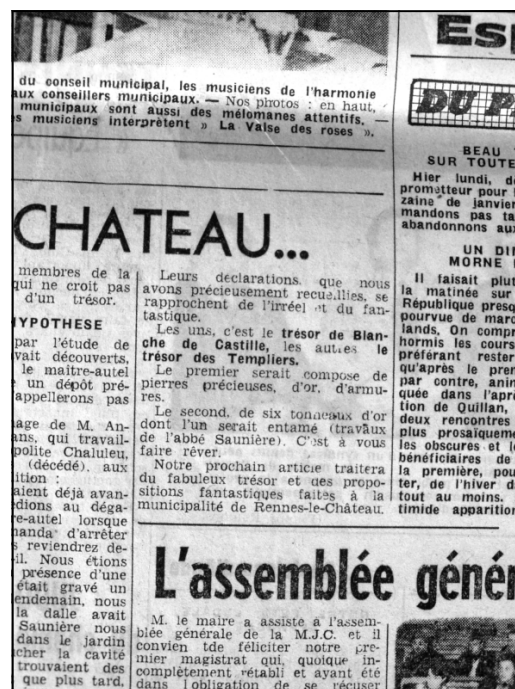 du conseil municipal, les musiciens de l'harmonie
aux conseillers municipaux. — Nos photos : en haut,
municipaux sont aussi des mélomanes attentifs. —
s musiciens interprètent » La Valse des roses ».
CHATEAU...
membres de la
qui ne croit pas
d'un trésor.
HYPOTHESE
par l'étude de
vait découverts,
le maître-autel
un dépôt pré-
appellerons pas
nage de M. An-
ans, qui travail-
polite Chaluleu,
(décédé). aux
ition :
aient déjà avan-
édions au déga-
re-autel lorsque
manda d'arrêter
s reviendrez de-
il. Nous étions
présence d'une
était gravé un
endemain, nous
la dalle avait
Saunière nous
dans le jardin
cher la cavité
trouvaient des
que plus tard,
Leurs déclarations, que nous
avons précieusement recueillies, se
rapprochent de l'irréel et du fan-
tastique.
Les uns, c'est le trésor de Blan-
che de Castille, les autres le
trésor des Templiers.
Le premier serait composé de
pierres précieuses, d'or, d'armu-
res.
Le second, de six tonneaux d'or
dont l'un serait entamé (travaux
de l'abbé Saunière). C'est à vous
faire rêver.
Notre prochain article traitera
du fabuleux trésor et des propo-
sitions fantastiques faites à la
municipalité de Rennes-le-Château.
L'assemblée génér
M. le maire a assisté à l'assem-
blée générale de la M.J.C. et il
convien tde féliciter notre pre-
mier magistrat qui, quoique in-
complètement rétabli et ayant été
dans l'obligation de se récuser
Esp
DU P
BEAU
SUR TOUTE
Hier lundi, d
prometteur pour l
zaine de janvier
mandons pas ta
abandonnons aux
UN DI
MORNE
Il faisait plut
la matinée sur
République presq
pourvue de marc
lands. On compr
hormis les cours
préférant rester
qu'après le prem
par contre, anim
quée dans l'apr
tion de Quillan,
deux rencontres
plus prosaïqueme
les obscures et le
bénéficiaires de
la première, pou
ter, de l'hiver d
tout au moins.
timide apparition